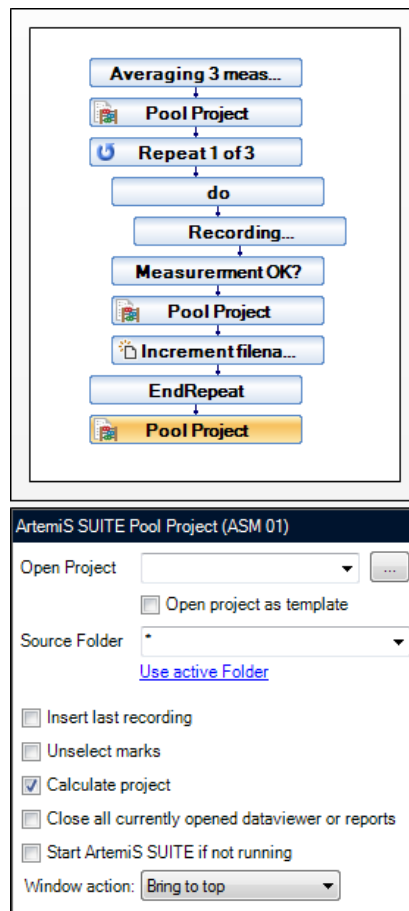 Averaging 3 meas...
Pool Project
Repeat 1 of 3
do
Recording...
Measurerment OK?
Pool Project
Increment filena...
EndRepeat
Pool Project
ArtemiS SUITE Pool Project (ASM 01)
Open Project
...
Open project as template
Source Folder *
Use active Folder
Insert last recording
Unselect marks
Calculate project
Close all currently opened dataviewer or reports
Start ArtemiS SUITE if not running
Window action: Bring to top